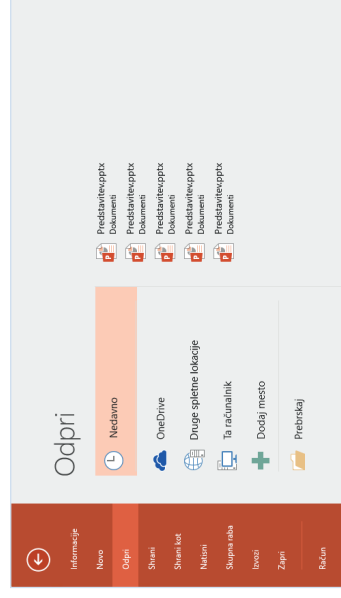 Odpri
Informacije
Novo
Odpri
Shrani
Shrani kot
Natisni
Skupna raba
Izvozi
Zapri
Račun
Nedavno
OneDrive
Druge spletne lokacije
Ta računalnik
Dodaj mesto
Prebrskaj
Predstavitev.pptx
Dokumenti
Predstavitev.pptx
Dokumenti
Predstavitev.pptx
Dokumenti
Predstavitev.pptx
Dokumenti
Predstavitev.pptx
Dokumenti